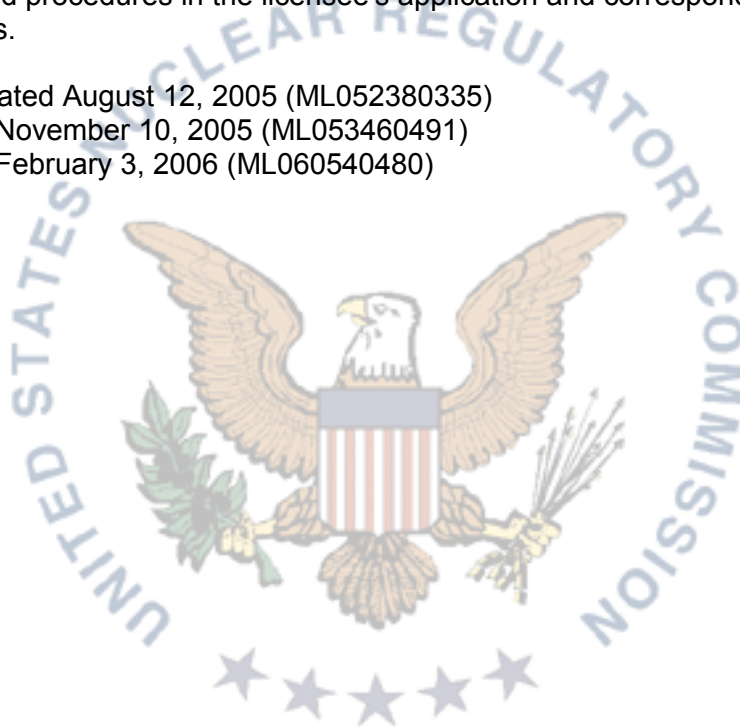 d procedures in the licensee's application and correspond
s.
ated August 12, 2005 (ML052380335)
November 10, 2005 (ML053460491)
February 3, 2006 (ML060540480)
UNITED STATES NUCLEAR REGULATORY COMMISSION